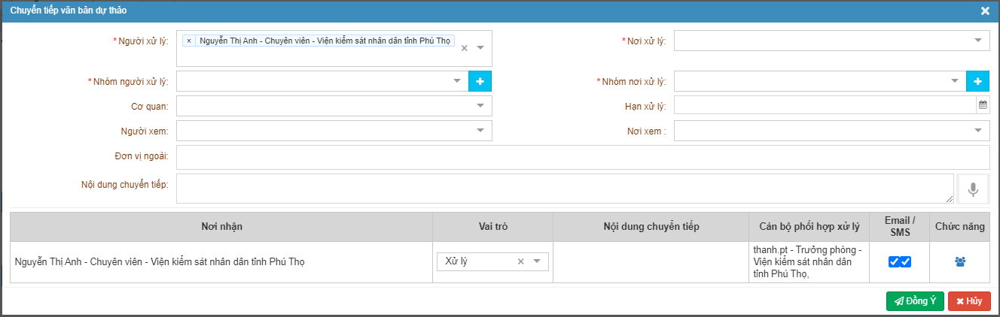 Chuyển tiếp văn bản dự thảo ×
* Người xử lý: × Nguyễn Thị Anh - Chuyên viên - Viện kiểm sát nhân dân tỉnh Phú Thọ × * Nơi xử lý:
* Nhóm người xử lý: + * Nhóm nơi xử lý: +
Cơ quan: Hạn xử lý:
Người xem: Nơi xem :
Đơn vị ngoài:
Nội dung chuyển tiếp:
Nơi nhận Vai trò Nội dung chuyển tiếp Cán bộ phối hợp xử lý Email / SMS Chức năng
Nguyễn Thị Anh - Chuyên viên - Viện kiểm sát nhân dân tỉnh Phú Thọ Xử lý × thanh.pt - Trưởng phòng -
Viện kiểm sát nhân dân
tỉnh Phú Thọ,
Đồng Ý × Hủy